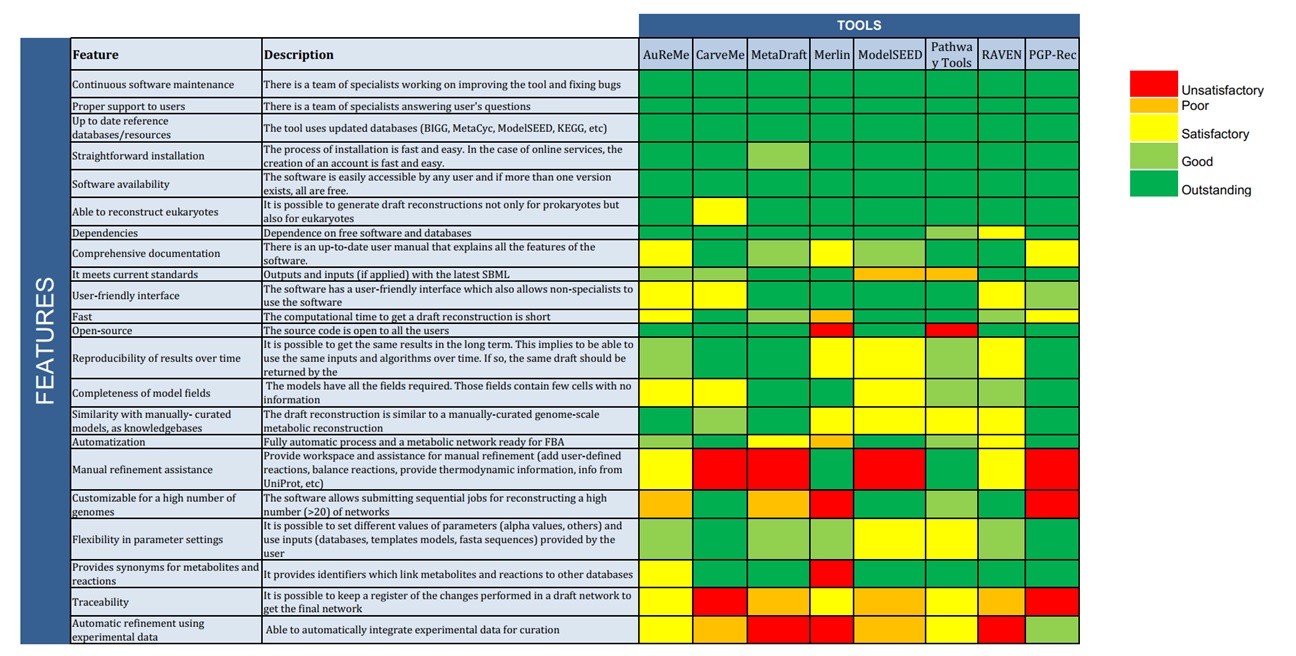 TOOLS
Feature Description AuReMe CarveMe MetaDraft Merlin ModelSEED Pathwa RAVEN PGP-Rec
y Tools
Continuous software maintenance There is a team of specialists working on improving the tool and fixing bugs
Proper support to users There is a team of specialists answering user's questions
Up to date reference
databases/resources The tool uses updated databases (BIGG, MetaCyc, ModelSEED, KEGG, etc)
Straightforward installation The process of installation is fast and easy. In the case of online services, the
creation of an account is fast and easy.
Software availability The software is easily accessible by any user and if more than one version
exists, all are free.
Able to reconstruct eukaryotes It is possible to generate draft reconstructions not only for prokaryotes but
also for eukaryotes
Dependencies Dependence on free software and databases
Comprehensive documentation There is an up-to-date user manual that explains all the features of the
software.
It meets current standards Outputs and inputs (if applied) with the latest SBML
User-friendly interface The software has a user-friendly interface which also allows non-specialists to
use the software
Fast The computational time to get a draft reconstruction is short
Open-source The source code is open to all the users
Reproducibility of results over time It is possible to get the same results in the long term. This implies to be able to
use the same inputs and algorithms over time. If so, the same draft should be
returned by the
Completeness of model fields The models have all the fields required. Those fields contain few cells with no
information
Similarity with manually- curated The draft reconstruction is similar to a manually-curated genome-scale
models, as knowledgebases metabolic reconstruction
Automatization Fully automatic process and a metabolic network ready for FBA
Manual refinement assistance Provide workspace and assistance for manual refinement (add user-defined
reactions, balance reactions, provide thermodynamic information, info from
UniProt, etc)
Customizable for a high number of The software allows submitting sequential jobs for reconstructing a high
genomes number (>20) of networks
Flexibility in parameter settings It is possible to set different values of parameters (alpha values, others) and
use inputs (databases, templates models, fasta sequences) provided by the
user
Provides synonyms for metabolites and
reactions It provides identifiers which link metabolites and reactions to other databases
Traceability It is possible to keep a register of the changes performed in a draft network to
get the final network
Automatic refinement using
experimental data Able to automatically integrate experimental data for curation
FEATURES
Unsatisfactory
Poor
Satisfactory
Good
Outstanding